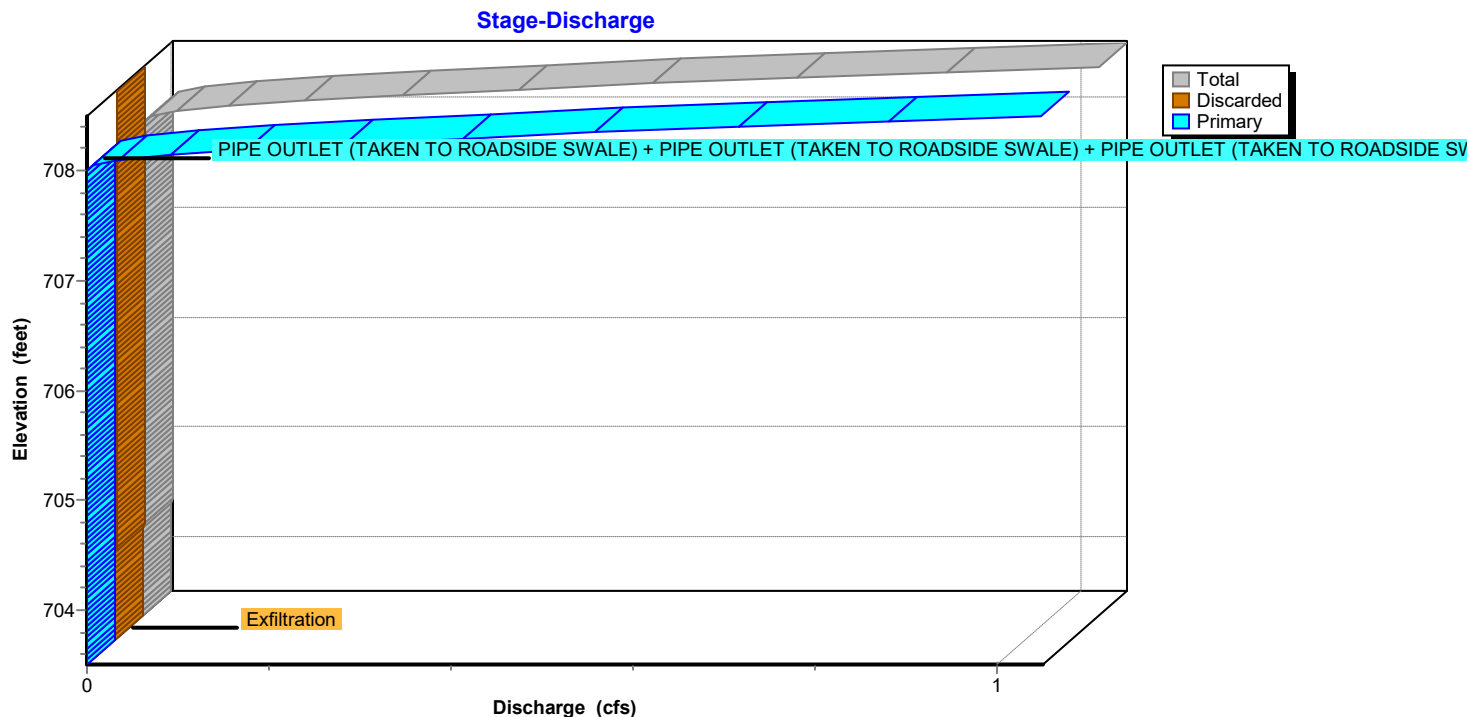 Stage-Discharge
Total
Discarded
Primary
PIPE OUTLET (TAKEN TO ROADSIDE SWALE) + PIPE OUTLET (TAKEN TO ROADSIDE SWALE) + PIPE OUTLET (TAKEN TO ROADSIDE
708
707
706
705
704
Elevation (feet)
Exfiltration
0
1
Discharge (cfs)